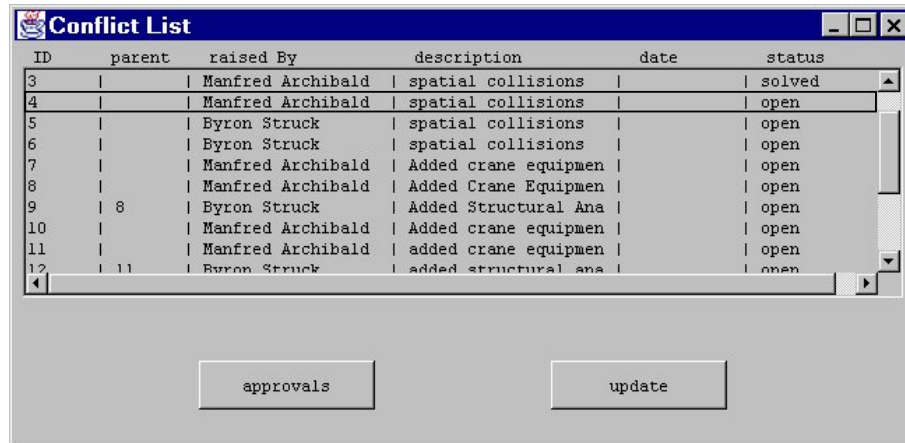 Conflict List
ID parent raised By description date status
3 | | Manfred Archibald | spatial collisions | | solved
4 | | Manfred Archibald | spatial collisions | | open
5 | | Byron Struck | spatial collisions | | open
6 | | Byron Struck | spatial collisions | | open
7 | | Manfred Archibald | Added crane equipmen | | open
8 | | Manfred Archibald | Added Crane Equipmen | | open
9 | 8 | Byron Struck | Added Structural Ana | | open
10 | | Manfred Archibald | Added crane equipmen | | open
11 | | Manfred Archibald | added crane equipmen | | open
12 | 11 | Byron Struck | added structural ana | | open
approvals update